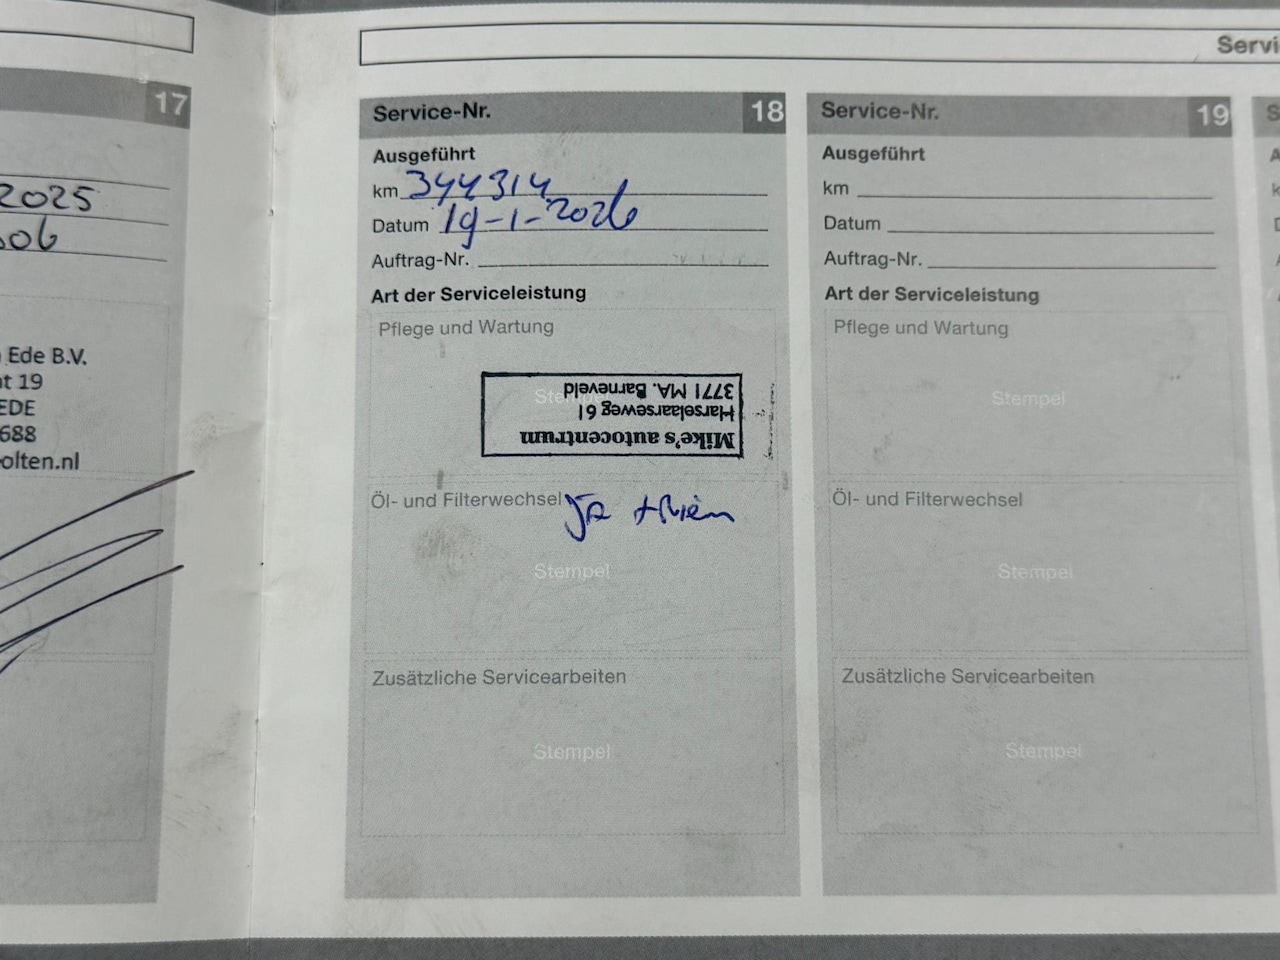 17
2025
Ede B.V.
19
EDE
688
olten.nl
Servi
Service-Nr. 18
Ausgeführt
km 344314
Datum 19-1-2026
Auftrag-Nr.
Art der Serviceleistung
Pflege und Wartung
Stempel
Mike's autocentrum
Harselaarseweg 61
3771 MA. Barneveld
Öl- und Filterwechsel Ja
Stempel
Zusätzliche Servicearbeiten
Stempel
Service-Nr. 19
Ausgeführt
km
Datum
Auftrag-Nr.
Art der Serviceleistung
Pflege und Wartung
Stempel
Öl- und Filterwechsel
Stempel
Zusätzliche Servicearbeiten
Stempel